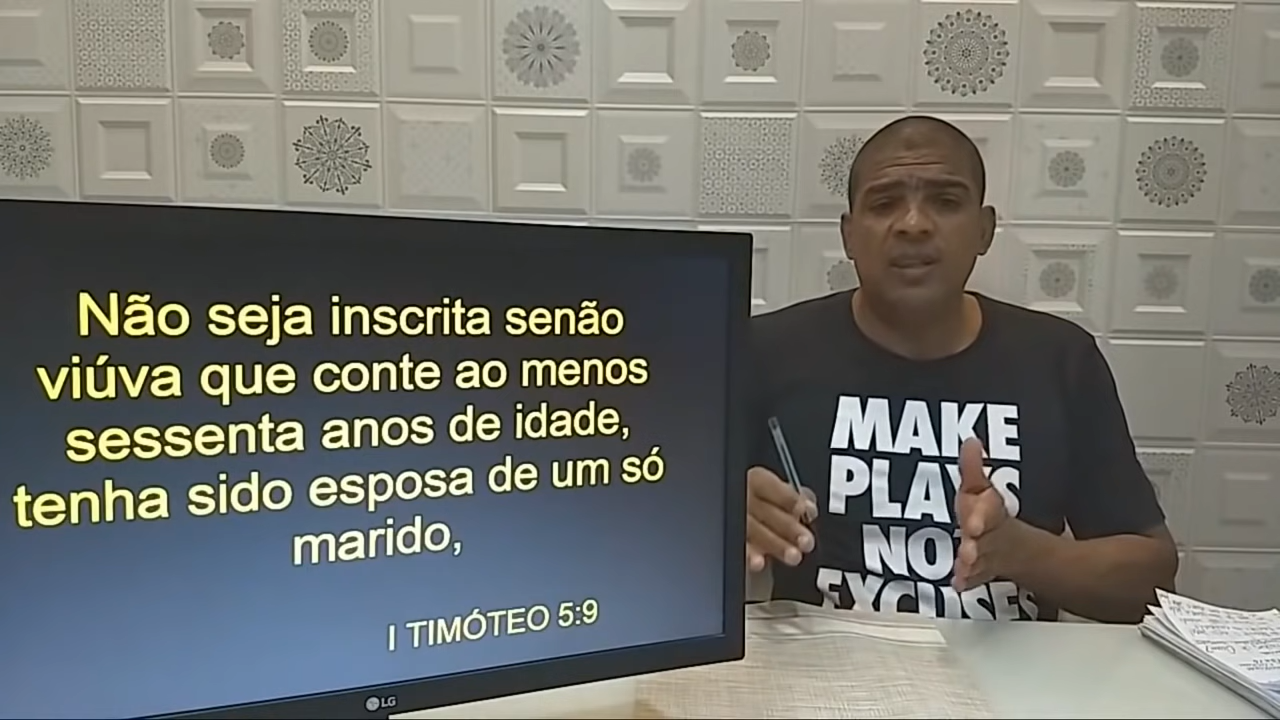 Não seja inscrita senão
viúva que conte ao menos
sessenta anos de idade,
tenha sido esposa de um só
marido,
I TIMÓTEO 5:9
LG
MAKE
PLAYS
NOT
EXCUSES